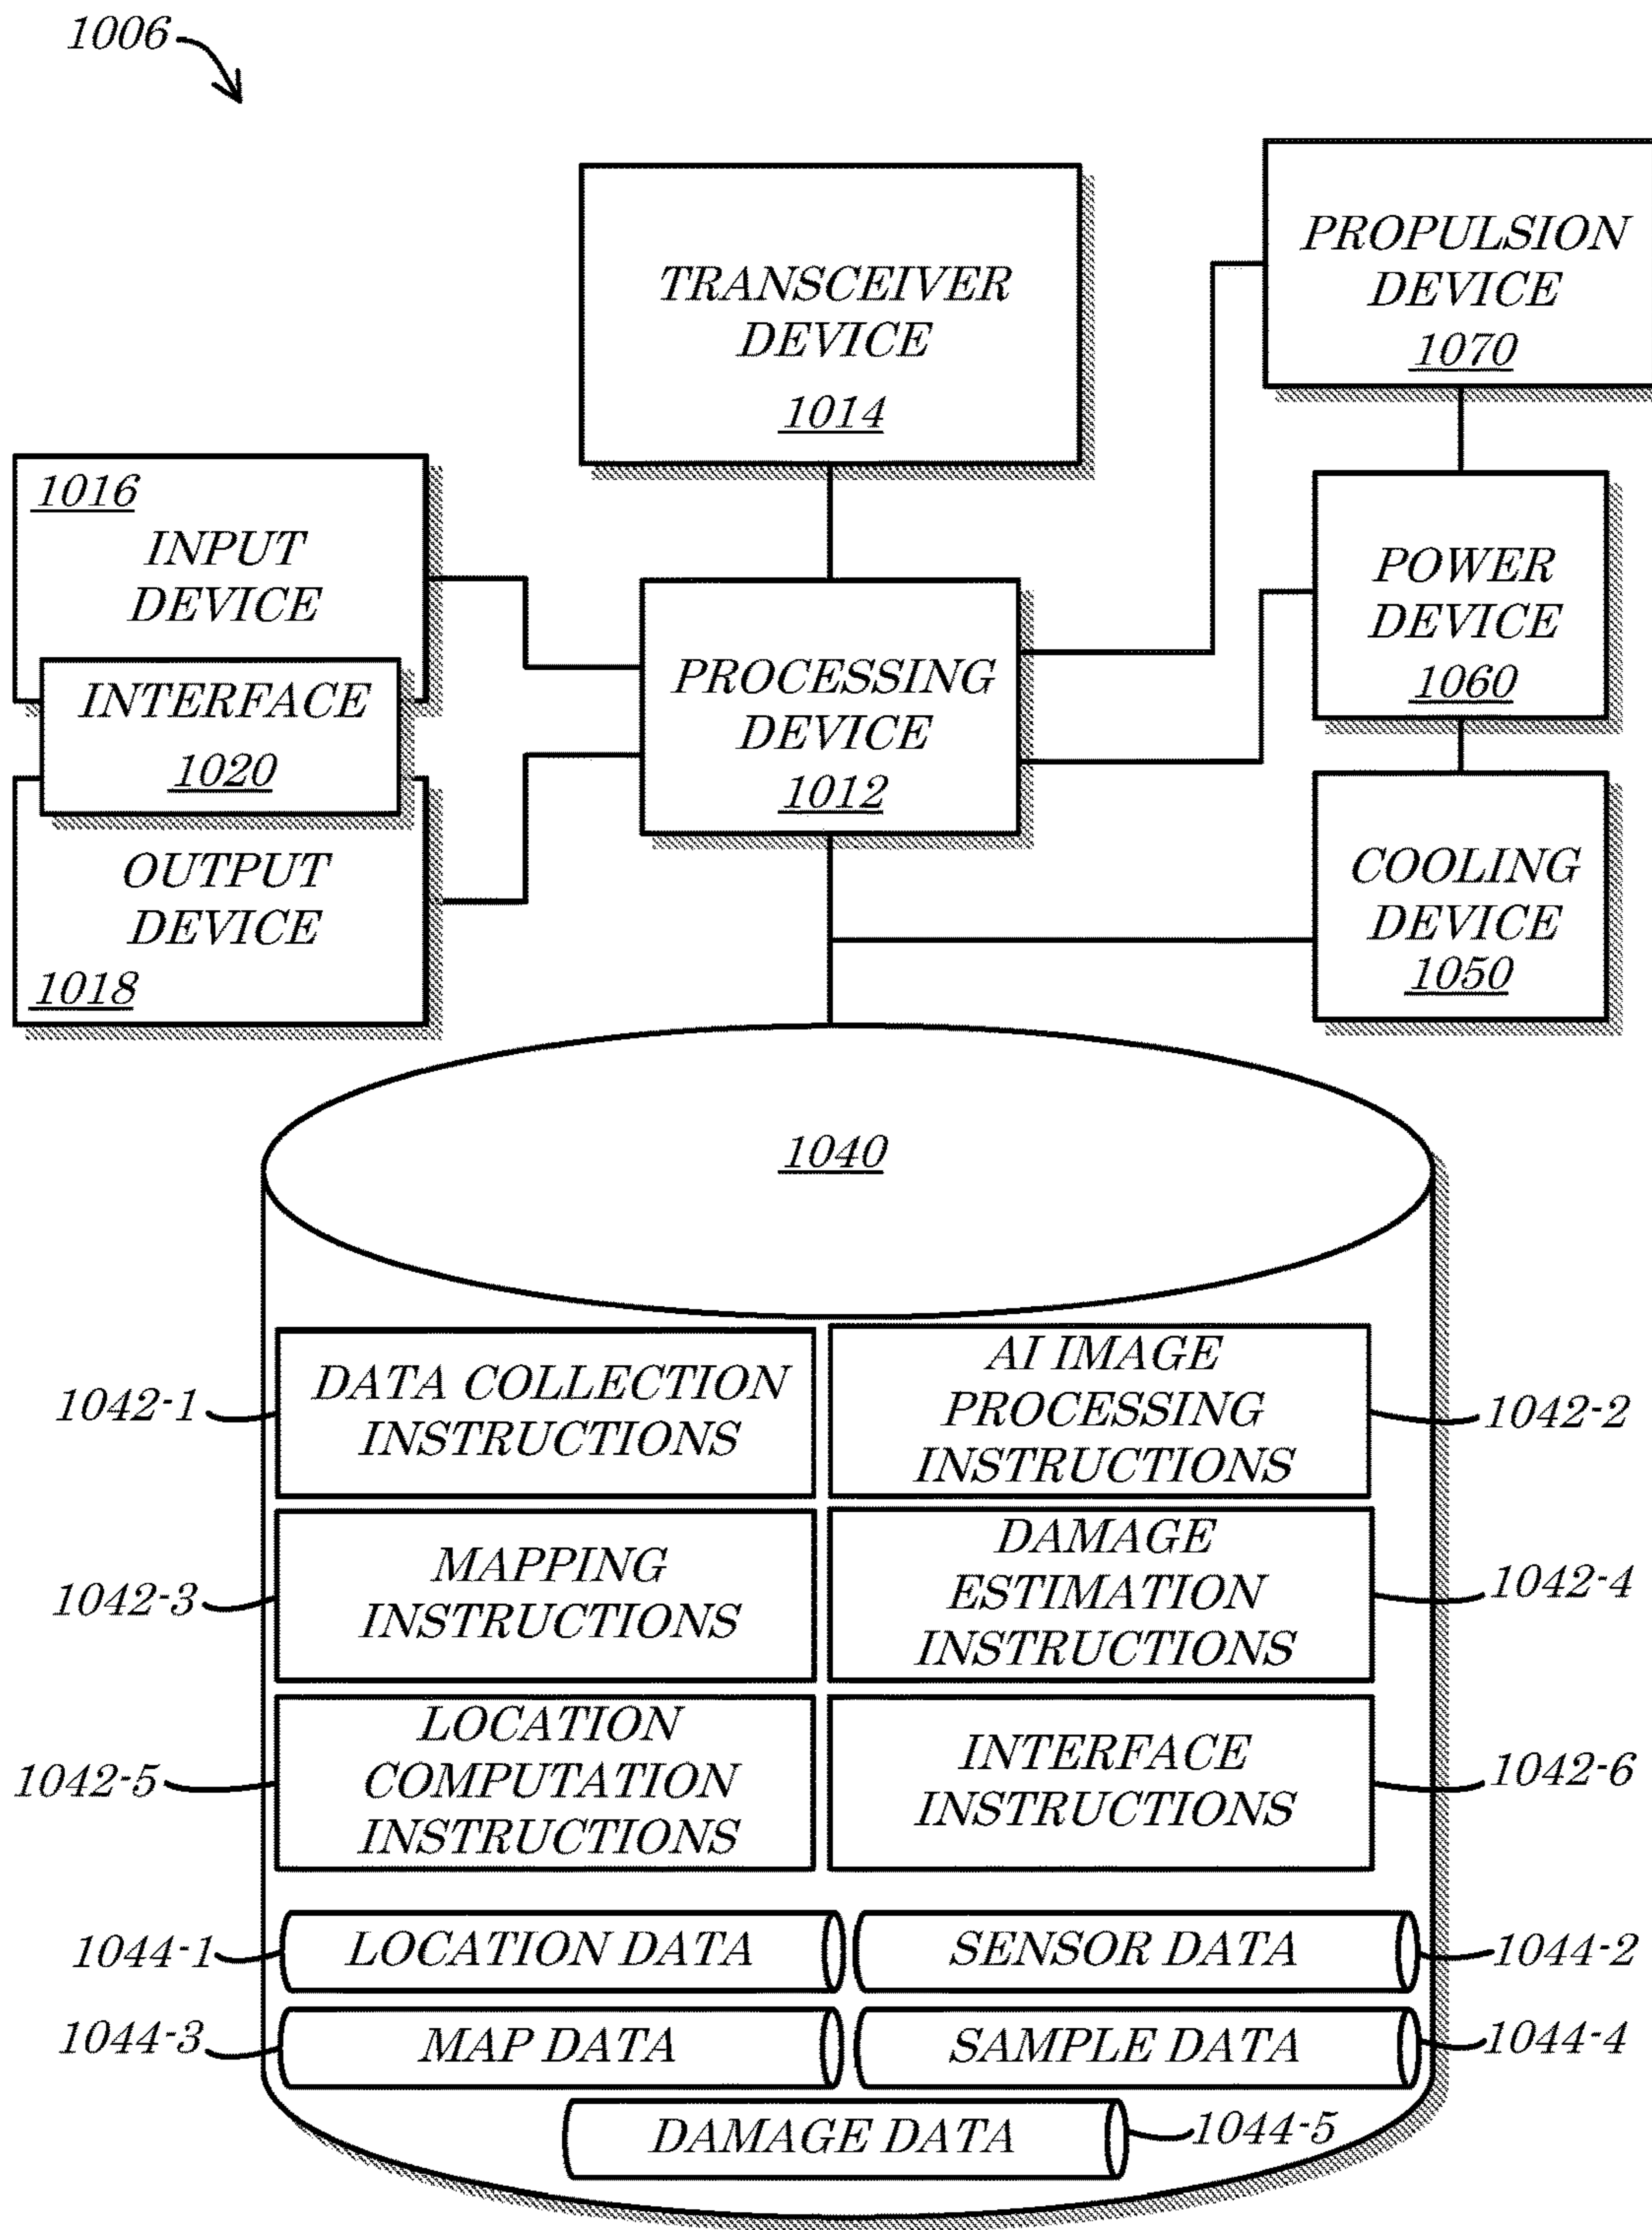 1006
TRANSCEIVER
DEVICE
1014
PROPULSION
DEVICE
1070
1016
INPUT
DEVICE
INTERFACE
1020
OUTPUT
DEVICE
1018
PROCESSING
DEVICE
1012
POWER
DEVICE
1060
COOLING
DEVICE
1050
1040
1042-1
DATA COLLECTION
INSTRUCTIONS
AI IMAGE
PROCESSING
INSTRUCTIONS
1042-2
1042-3
MAPPING
INSTRUCTIONS
DAMAGE
ESTIMATION
INSTRUCTIONS
1042-4
1042-5
LOCATION
COMPUTATION
INSTRUCTIONS
INTERFACE
INSTRUCTIONS
1042-6
1044-1
LOCATION DATA
SENSOR DATA
1044-2
1044-3
MAP DATA
SAMPLE DATA
1044-4
DAMAGE DATA
1044-5